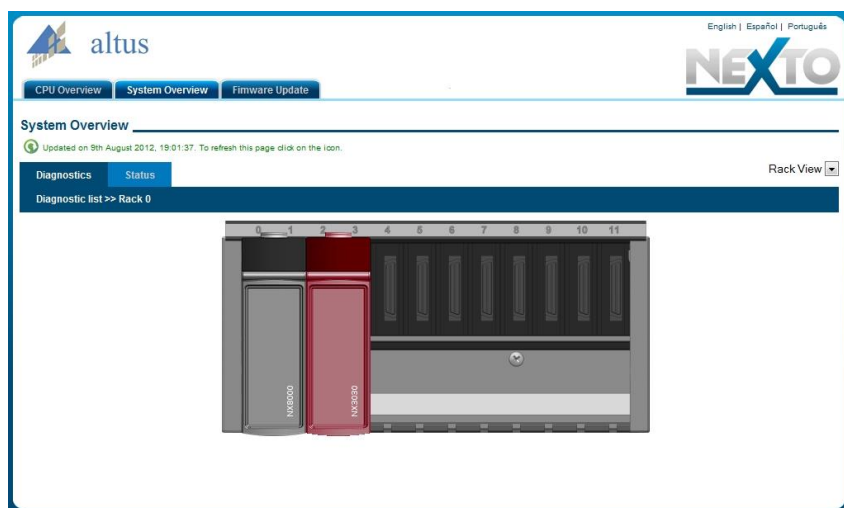 English | Español | Português
altus
NEXTO
CPU Overview System Overview Fimware Update
System Overview
Updated on 9th August 2012, 19:01:37. To refresh this page click on the icon.
Diagnostics Status Rack View
Diagnostic list >> Rack 0
0 1 2 3 4 5 6 7 8 9 10 11
NX8000 NX3030